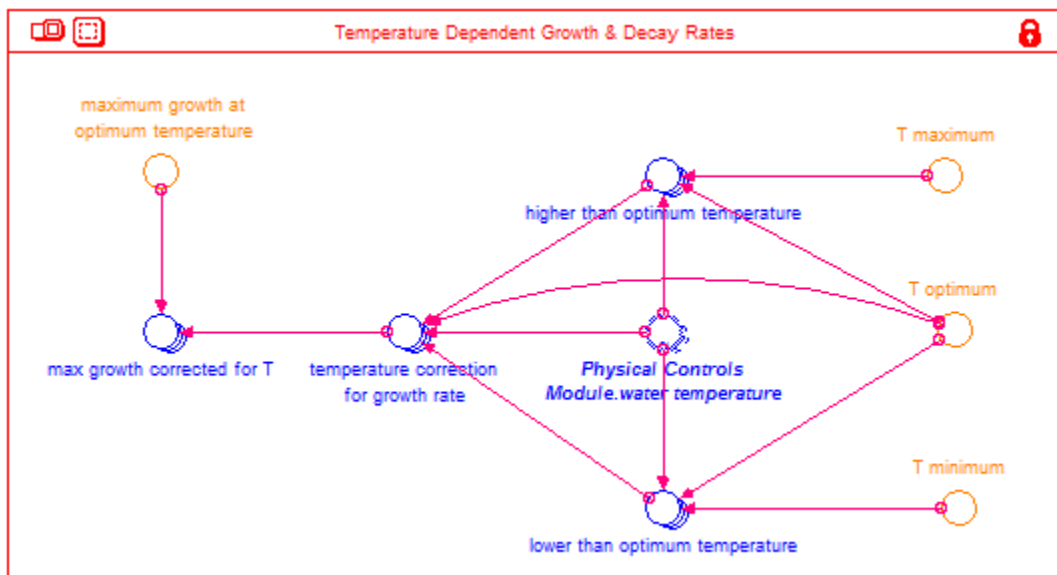 Temperature Dependent Growth & Decay Rates
maximum growth at
optimum temperature
T maximum
higher than optimum temperature
T optimum
max growth corrected for T
temperature correction
for growth rate
Physical Controls
Module.water temperature
T minimum
lower than optimum temperature